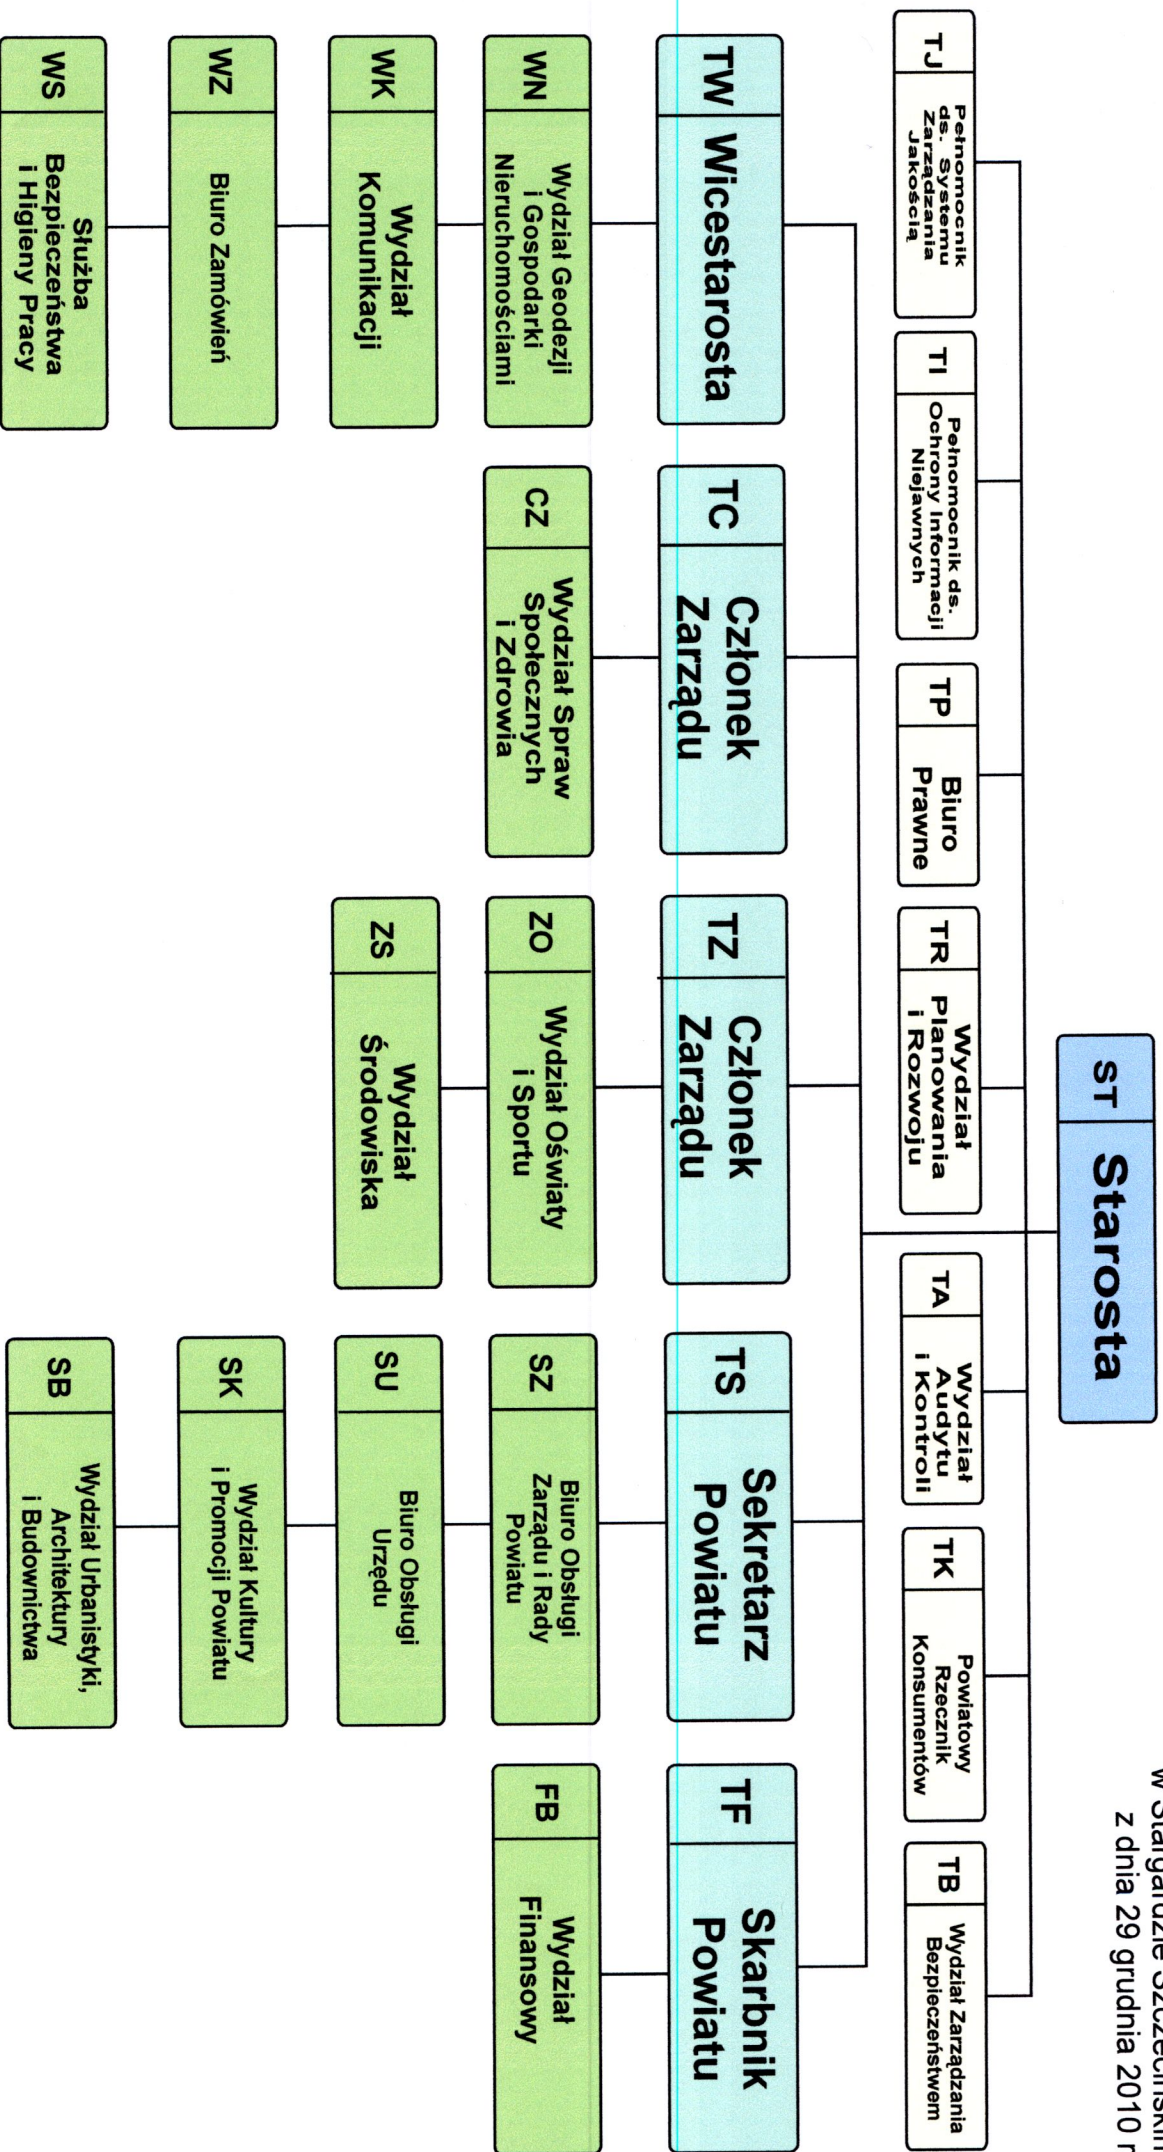 w Stargardzie Szczecińskim
z dnia 29 grudnia 2010 r
ST Starosta
TJ
Pełnomocnik
ds. Systemu
Zarządzania
Jakością
TI
Pełnomocnik ds.
Ochrony Informacji
Niejawnych
TP
Biuro
Prawne
TR
Wydział
Planowania
i Rozwoju
TA
Wydział
Audytu
i Kontroli
TK
Powiatowy
Rzecznik
Konsumentów
TB
Wydział Zarządzania
Bezpieczeństwem
TW Wicestarosta
TC
Członek
Zarządu
TZ
Członek
Zarządu
TS
Sekretarz
Powiatu
TF
Skarbnik
Powiatu
WN
Wydział Geodezji
i Gospodarki
Nieruchomościami
CZ
Wydział Spraw
Społecznych
i Zdrowia
ZO
Wydział Oświaty
i Sportu
SZ
Biuro Obsługi
Zarządu i Rady
Powiatu
FB
Wydział
Finansowy
WK
Wydział
Komunikacji
ZS
Wydział
Środowiska
SU
Biuro Obsługi
Urzędu
WZ
Biuro Zamówień
SK
Wydział Kultury
i Promocji Powiatu
WS
Służba
Bezpieczeństwa
i Higieny Pracy
SB
Wydział Urbanistyki,
Architektury
i Budownictwa